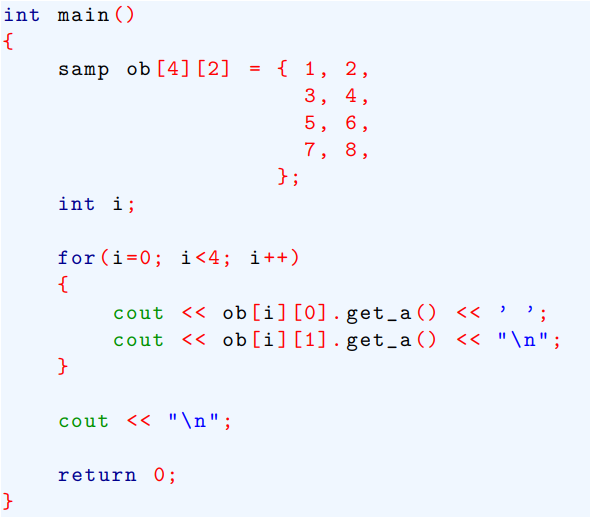 int main()
{
    samp ob[4][2] = { 1, 2,
                      3, 4,
                      5, 6,
                      7, 8,
                    };
    int i;

    for(i=0; i<4; i++)
    {
        cout << ob[i][0].get_a() << ’ ’;
        cout << ob[i][1].get_a() << "\n";
    }

    cout << "\n";

    return 0;
}